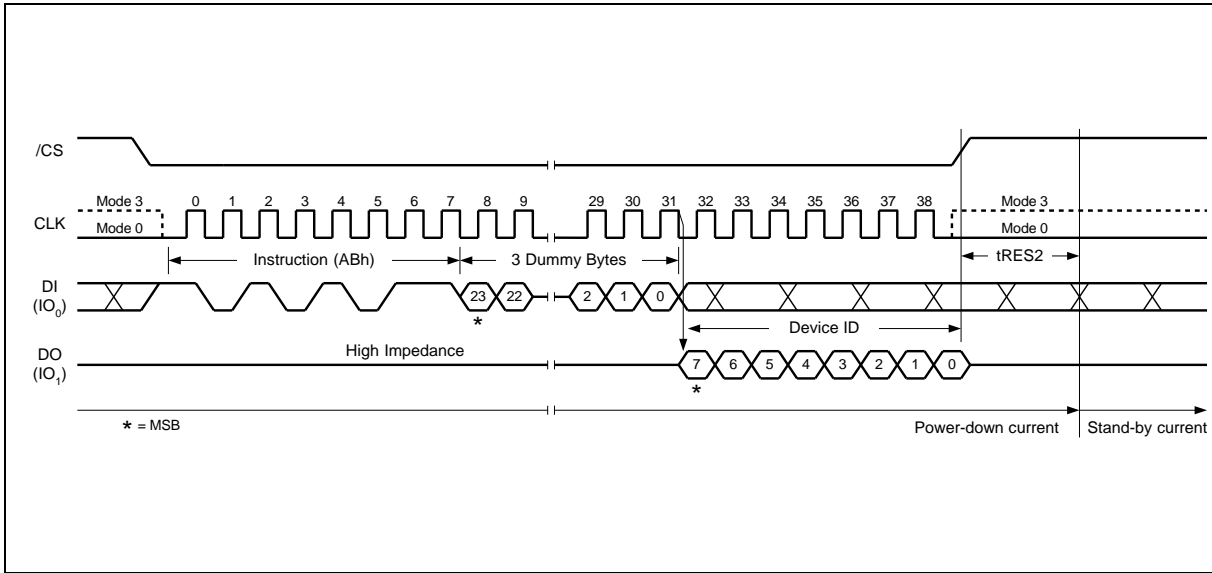 /CS
Mode 3 0 1 2 3 4 5 6 7 8 9 29 30 31 32 33 34 35 36 37 38 Mode 3
CLK
Mode 0 Mode 0
Instruction (ABh) 3 Dummy Bytes tRES2
DI
(IO0)
23 22 2 1 0
*
Device ID
High Impedance
DO
(IO1)
7 6 5 4 3 2 1 0
*
* = MSB
Power-down current Stand-by current